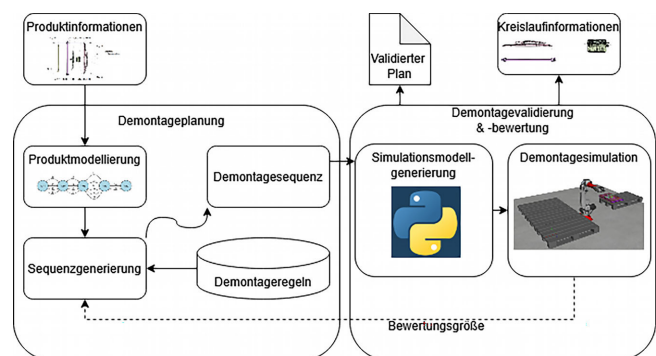 Produktinformationen
Validierter
Plan
Kreislaufinformationen
Demontageplanung
Demontagevalidierung
& -bewertung
Produktmodellierung
Demontagesequenz
Simulationsmodell-
generierung
Demontagesimulation
Sequenzgenerierung
Demontageregeln
Bewertungsgröße